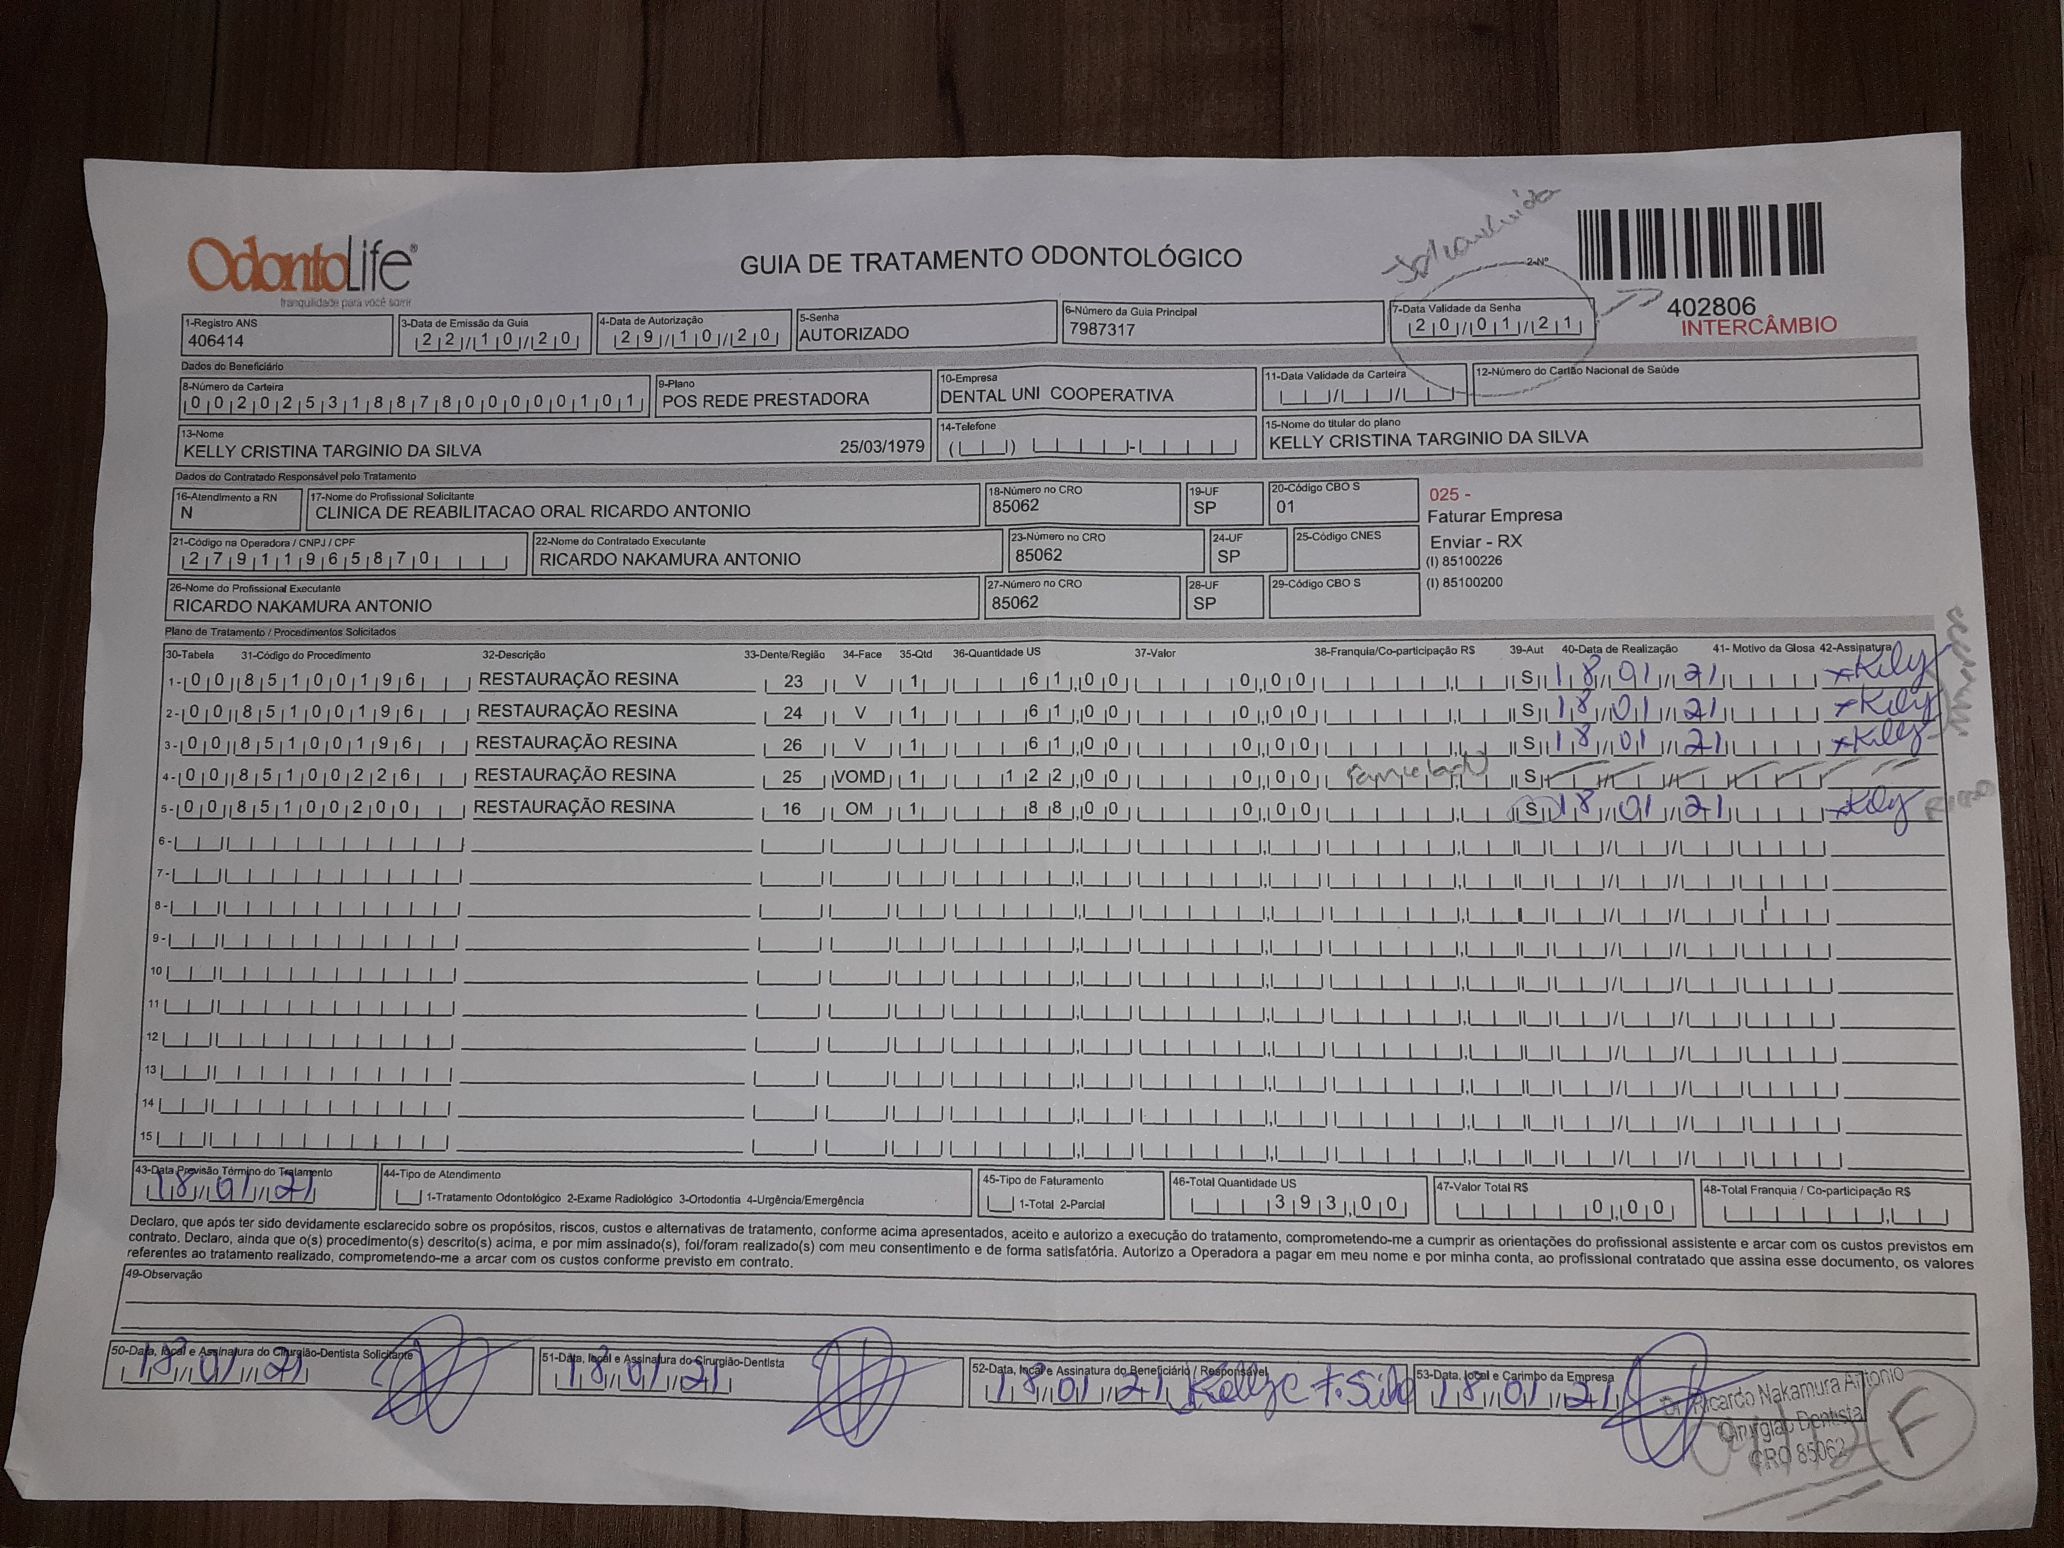 OdontoLife®
tranquilidade para você sorrir
GUIA DE TRATAMENTO ODONTOLÓGICO
2-Nº
402806
INTERCÂMBIO
1-Registro ANS 3-Data de Emissão da Guia 4-Data de Autorização 5-Senha 6-Número da Guia Principal 7-Data Validade da Senha
406414 22/10/20 29/10/20 AUTORIZADO 7987317 20/01/21
Dados do Beneficiário
8-Número da Carteira 9-Plano 10-Empresa 11-Data Validade da Carteira 12-Número do Cartão Nacional de Saúde
00202531887800000101 POS REDE PRESTADORA DENTAL UNI COOPERATIVA
13-Nome 14-Telefone 15-Nome do titular do plano
KELLY CRISTINA TARGINIO DA SILVA 25/03/1979 KELLY CRISTINA TARGINIO DA SILVA
Dados do Contratado Responsável pelo Tratamento
16-Atendimento a RN 17-Nome do Profissional Solicitante 18-Número no CRO 19-UF 20-Código CBO S
N CLINICA DE REABILITACAO ORAL RICARDO ANTONIO 85062 SP 01
025 -
Faturar Empresa
Enviar - RX
(I) 85100226
(I) 85100200
21-Código na Operadora / CNPJ / CPF 22-Nome do Contratado Executante 23-Número no CRO 24-UF 25-Código CNES
27911965870 RICARDO NAKAMURA ANTONIO 85062 SP
26-Nome do Profissional Executante 27-Número no CRO 28-UF 29-Código CBO S
RICARDO NAKAMURA ANTONIO 85062 SP
Plano de Tratamento / Procedimentos Solicitados
30-Tabela 31-Código do Procedimento 32-Descrição 33-Dente/Região 34-Face 35-Qtd 36-Quantidade US 37-Valor 38-Franquia/Co-participação R$ 39-Aut 40-Data de Realização 41- Motivo da Glosa 42-Assinatura
1- 00 85100196 RESTAURAÇÃO RESINA 23 V 1 61,00 0,00 S 18/01/21 Kelly
2- 00 85100196 RESTAURAÇÃO RESINA 24 V 1 61,00 0,00 S 18/01/21 Kelly
3- 00 85100196 RESTAURAÇÃO RESINA 26 V 1 61,00 0,00 S 18/01/21 Kelly
4- 00 85100226 RESTAURAÇÃO RESINA 25 VOMD 1 122,00 0,00 Cancelado S
5- 00 85100200 RESTAURAÇÃO RESINA 16 OM 1 88,00 0,00 S 18/01/21 Kelly
6-
7-
8-
9-
10
11
12
13
14
15
43-Data Previsão Término do Tratamento 44-Tipo de Atendimento 45-Tipo de Faturamento 46-Total Quantidade US 47-Valor Total R$ 48-Total Franquia / Co-participação R$
18/01/21 1-Tratamento Odontológico 2-Exame Radiológico 3-Ortodontia 4-Urgência/Emergência 1-Total 2-Parcial 393,00 0,00
Declaro, que após ter sido devidamente esclarecido sobre os propósitos, riscos, custos e alternativas de tratamento, conforme acima apresentados, aceito e autorizo a execução do tratamento, comprometendo-me a cumprir as orientações do profissional assistente e arcar com os custos previstos em
contrato. Declaro, ainda que o(s) procedimento(s) descrito(s) acima, e por mim assinado(s), foi/foram realizado(s) com meu consentimento e de forma satisfatória. Autorizo a Operadora a pagar em meu nome e por minha conta, ao profissional contratado que assina esse documento, os valores
referentes ao tratamento realizado, comprometendo-me a arcar com os custos conforme previsto em contrato.
49-Observação
50-Data, local e Assinatura do Cirurgião-Dentista Solicitante 51-Data, local e Assinatura do Cirurgião-Dentista 52-Data, local e Assinatura do Beneficiário / Responsável 53-Data, local e Carimbo da Empresa
18/01/21 18/01/21 18/01/21 Kelly C T. Silva 18/01/21
Dr. Ricardo Nakamura Antonio
Cirurgião Dentista
CRO 85062
F